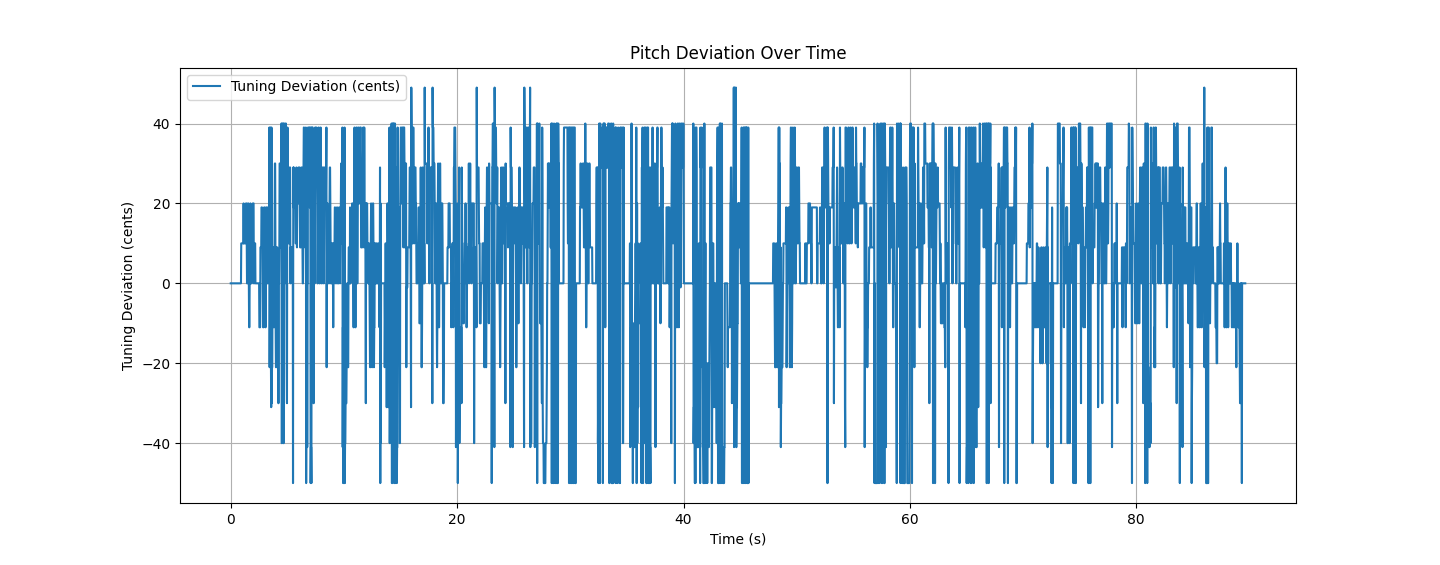 Pitch Deviation Over Time
Tuning Deviation (cents)
Tuning Deviation (cents)
40
20
0
−20
−40
0
20
40
60
80
Time (s)